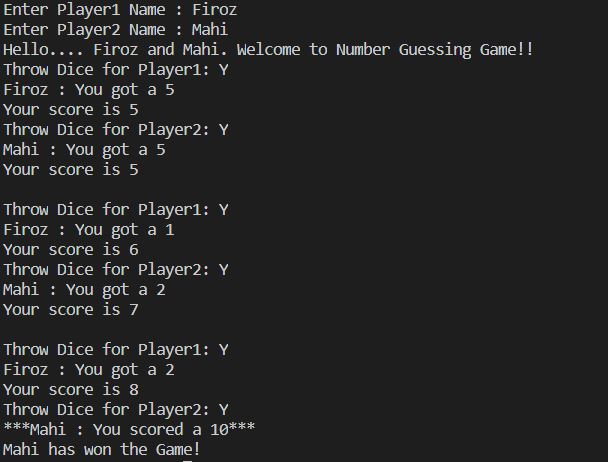 Enter Player1 Name : Firoz
Enter Player2 Name : Mahi
Hello.... Firoz and Mahi. Welcome to Number Guessing Game!!
Throw Dice for Player1: Y
Firoz : You got a 5
Your score is 5
Throw Dice for Player2: Y
Mahi : You got a 5
Your score is 5
Throw Dice for Player1: Y
Firoz : You got a 1
Your score is 6
Throw Dice for Player2: Y
Mahi : You got a 2
Your score is 7
Throw Dice for Player1: Y
Firoz : You got a 2
Your score is 8
Throw Dice for Player2: Y
***Mahi : You scored a 10***
Mahi has won the Game!